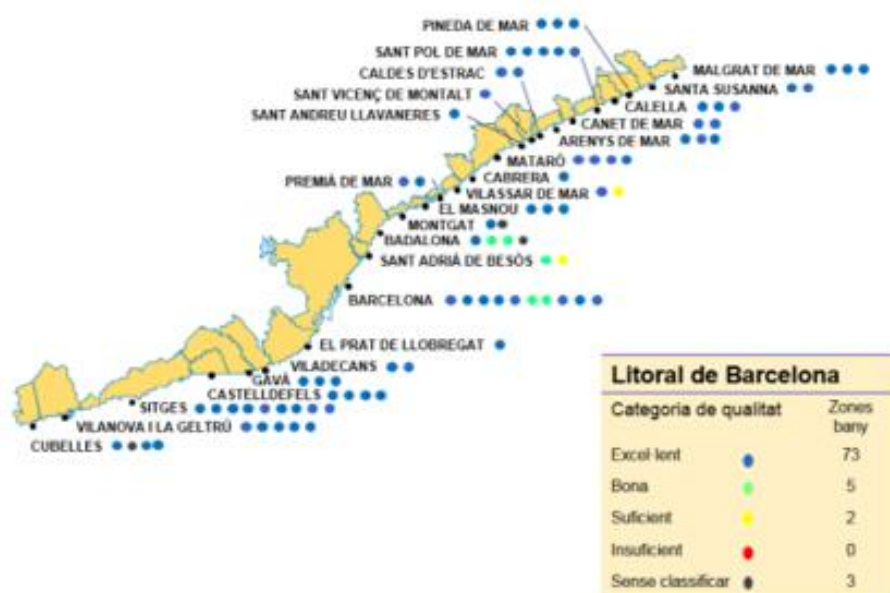 PINEDA DE MAR
SANT POL DE MAR
CALDES D'ESTRAC
MALGRAT DE MAR
SANT VICENÇ DE MONTALT
SANTA SUSANNA
CALELLA
SANT ANDREU LLAVANERES
CANET DE MAR
ARENYS DE MAR
MATARÓ
CABRERA
PREMIÀ DE MAR
VILASSAR DE MAR
EL MASNOU
MONTGAT
BADALONA
SANT ADRIÀ DE BESÒS
BARCELONA
EL PRAT DE LLOBREGAT
VILADECANS
GAVÀ
CASTELLDEFELS
SITGES
VILANOVA I LA GELTRÚ
CUBELLES
Litoral de Barcelona
Categoria de qualitat Zones bany
Excel·lent 73
Bona 5
Suficient 2
Insuficient 0
Sense classificar 3